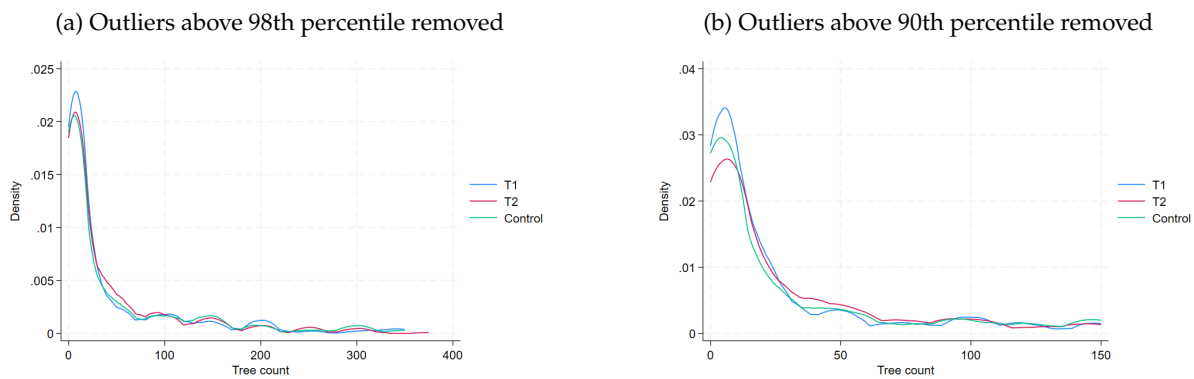 (a) Outliers above 98th percentile removed
.025
.02
.015
.01
.005
0
Density
0 100 200 300 400
Tree count
T1
T2
Control
(b) Outliers above 90th percentile removed
.04
.03
.02
.01
0
Density
0 50 100 150
Tree count
T1
T2
Control